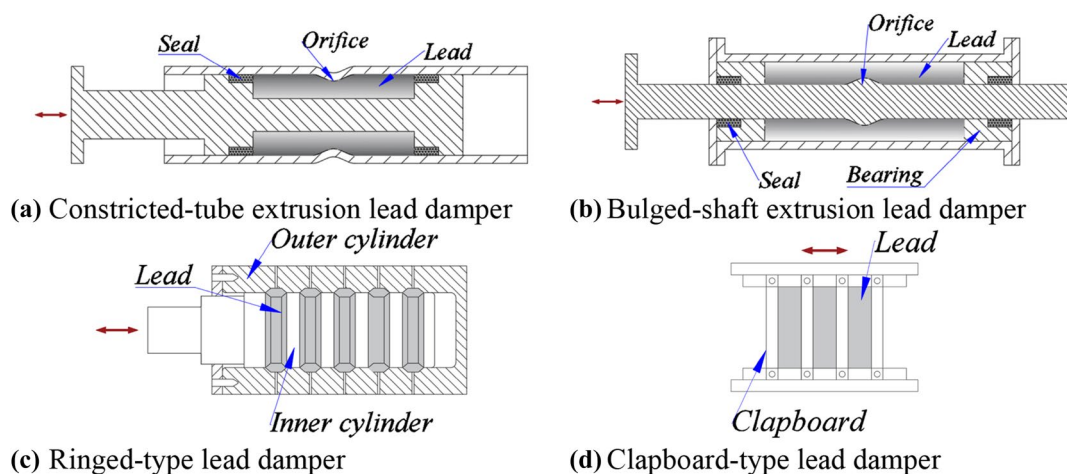 Seal
Orifice
Lead
(a) Constricted-tube extrusion lead damper
Orifice
Lead
Seal
Bearing
(b) Bulged-shaft extrusion lead damper
Outer cylinder
Lead
Inner cylinder
(c) Ringed-type lead damper
Lead
Clapboard
(d) Clapboard-type lead damper